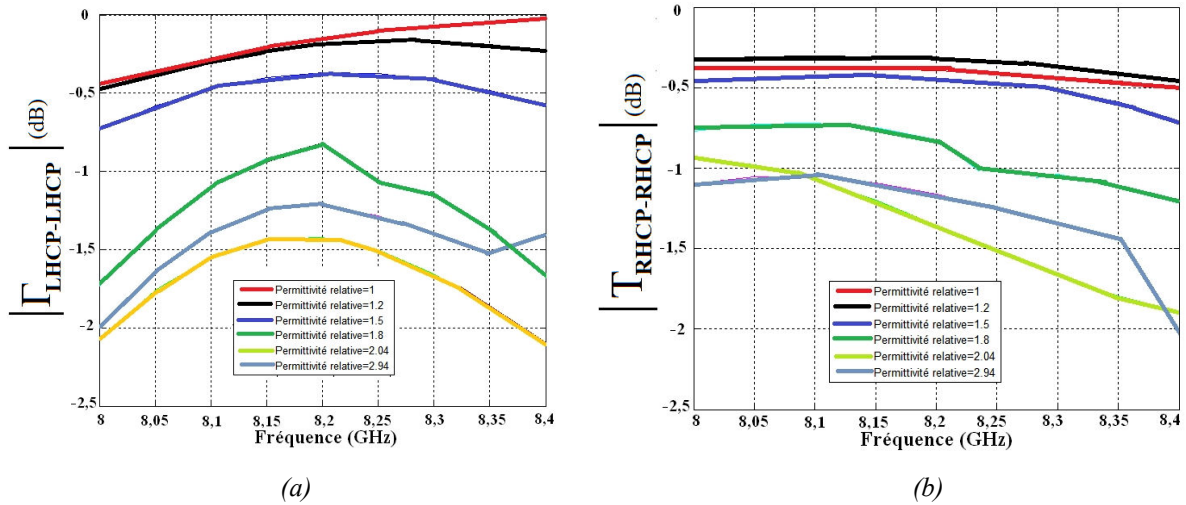 0
-0,5
-1
-1,5
-2
-2,5
|Γ LHCP-LHCP| (dB)
Permittivité relative=1
Permittivité relative=1.2
Permittivité relative=1.5
Permittivité relative=1.8
Permittivité relative=2.04
Permittivité relative=2.94
8 8,05 8,1 8,15 8,2 8,25 8,3 8,35 8,4
Fréquence (GHz)
(a)
0
-0,5
-1
-1,5
-2
-2,5
|T RHCP-RHCP| (dB)
Permittivité relative=1
Permittivité relative=1.2
Permittivité relative=1.5
Permittivité relative=1.8
Permittivité relative=2.04
Permittivité relative=2.94
8 8,05 8,1 8,15 8,2 8,25 8,3 8,35 8,4
Fréquence (GHz)
(b)